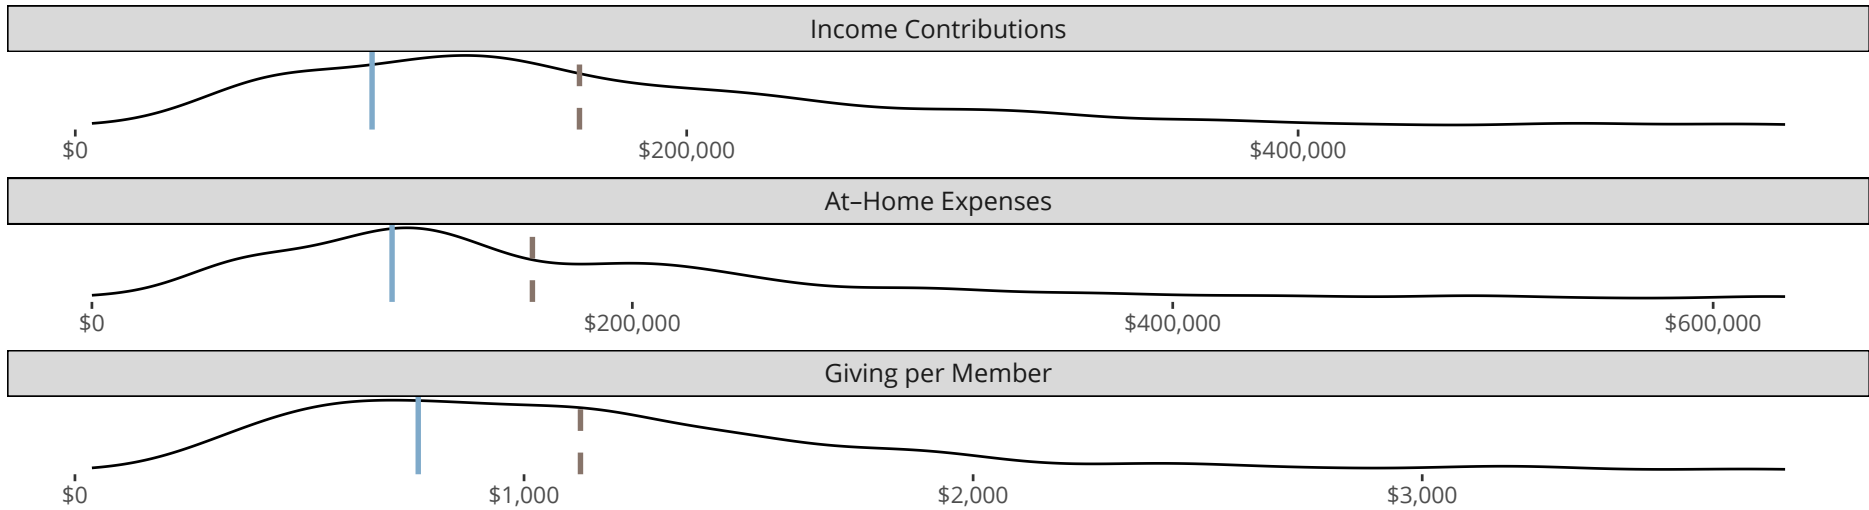 Income Contributions
$0 $200,000 $400,000
At–Home Expenses
$0 $200,000 $400,000 $600,000
Giving per Member
$0 $1,000 $2,000 $3,000